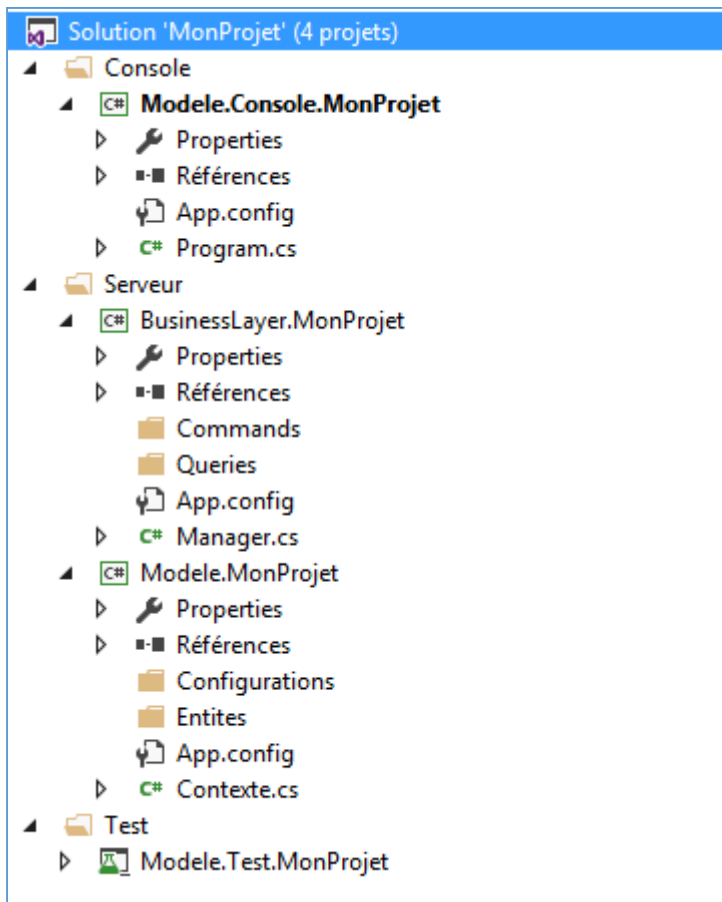 Solution 'MonProjet' (4 projets)
Console
C# Modele.Console.MonProjet
Properties
Références
App.config
C# Program.cs
Serveur
C# BusinessLayer.MonProjet
Properties
Références
Commands
Queries
App.config
C# Manager.cs
C# Modele.MonProjet
Properties
Références
Configurations
Entites
App.config
C# Contexte.cs
Test
Modele.Test.MonProjet